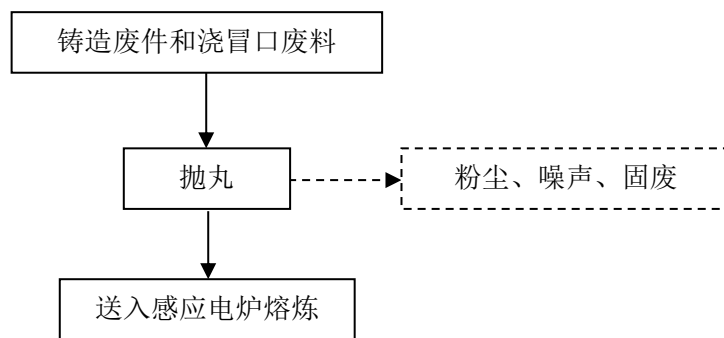 铸造废件和浇冒口废料
抛丸
粉尘、噪声、固废
送入感应电炉熔炼